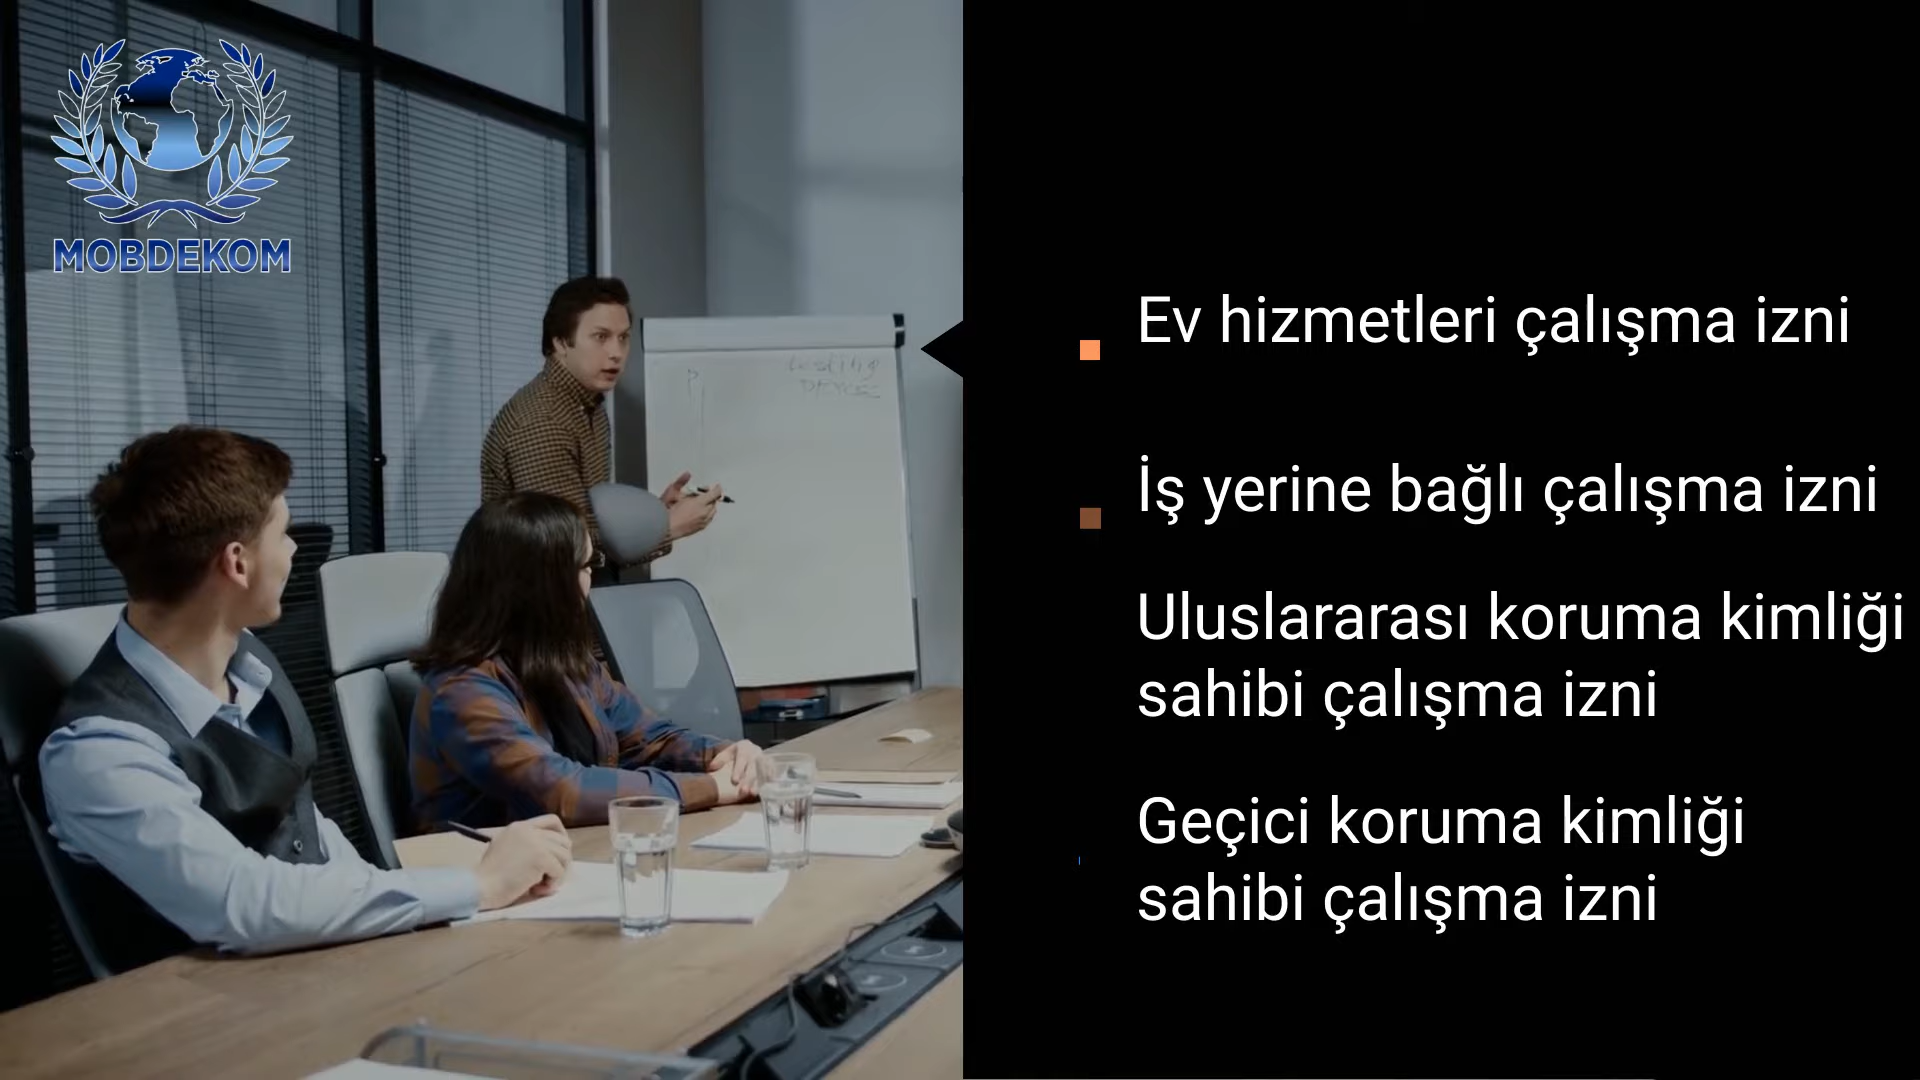 MOBDEKOM
Ev hizmetleri çalışma izni
İş yerine bağlı çalışma izni
Uluslararası koruma kimliği
sahibi çalışma izni
Geçici koruma kimliği
sahibi çalışma izni